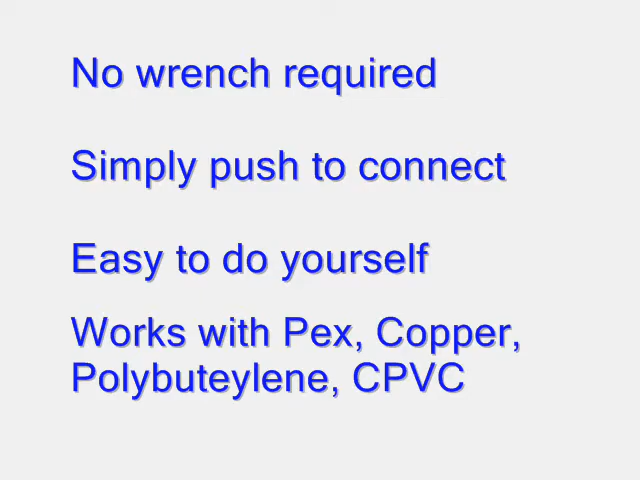 No wrench required
Simply push to connect
Easy to do yourself
Works with Pex, Copper,
Polybuteylene, CPVC